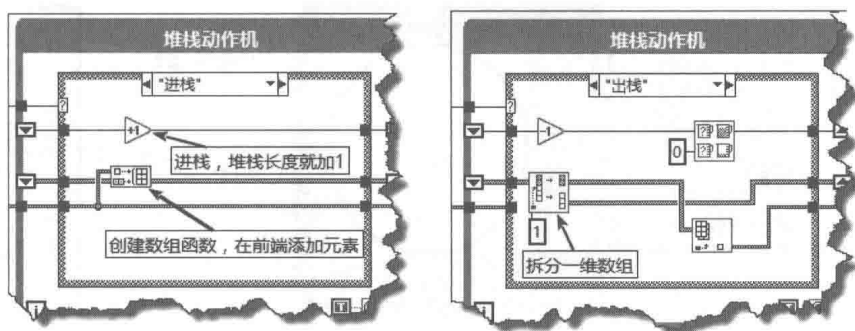 堆栈动作机
"进栈"
?
+1
进栈，堆栈长度就加1
创建数组函数，在前端添加元素
i
T
堆栈动作机
"出栈"
?
-1
0
1
拆分一维数组
i